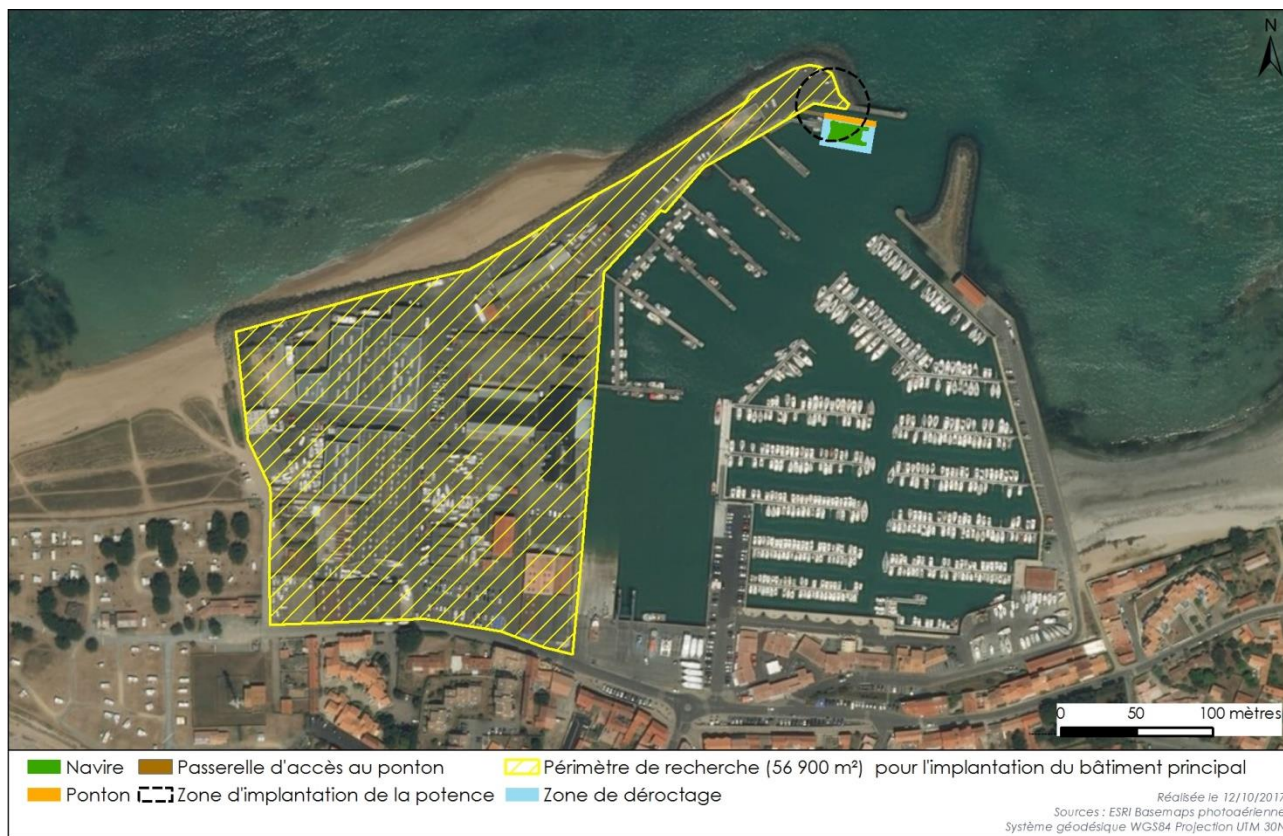 N
0 50 100 mètres
Navire Passerelle d'accès au ponton Périmètre de recherche (56 900 m²) pour l'implantation du bâtiment principal
Ponton Zone d'implantation de la potence Zone de déroctage
Réalisée le 12/10/2017
Sources : ESRI Basemaps photoaérienne
Système géodésique WGS84 Projection UTM 30N